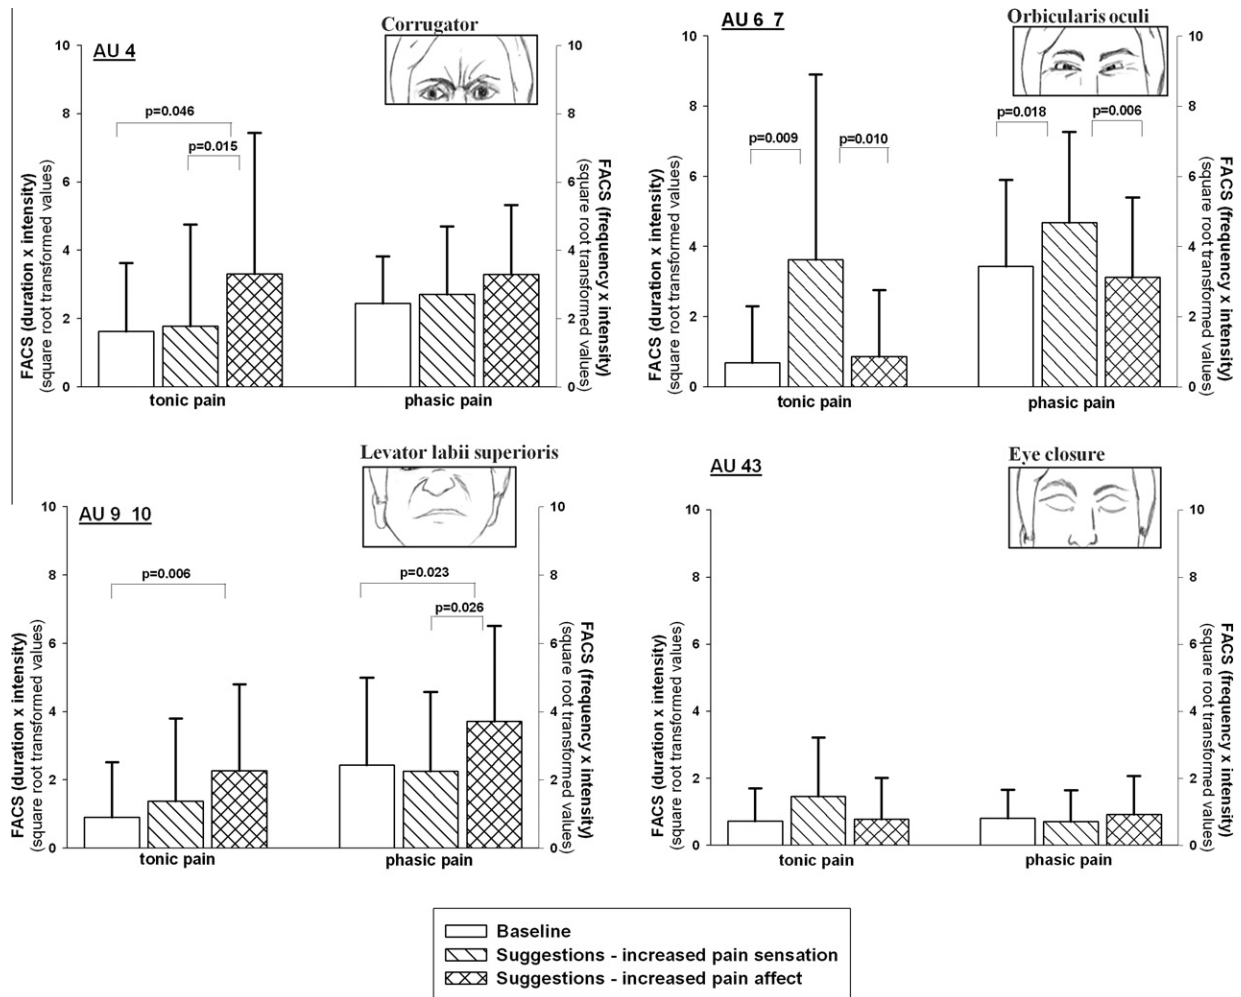 Corrugator
AU 4
10
8
6
4
2
0
10
8
6
4
2
0
p=0.046
p=0.015
FACS (duration x intensity)
(square root transformed values)
FACS (frequency x intensity)
(square root transformed values)
tonic pain
phasic pain
AU 6_7
Orbicularis oculi
10
8
6
4
2
0
10
8
6
4
2
0
p=0.009
p=0.010
p=0.018
p=0.006
FACS (duration x intensity)
(square root transformed values)
FACS (frequency x intensity)
(square root transformed values)
tonic pain
phasic pain
Levator labii superioris
AU 9_10
10
8
6
4
2
0
10
8
6
4
2
0
p=0.006
p=0.023
p=0.026
FACS (duration x intensity)
(square root transformed values)
FACS (frequency x intensity)
(square root transformed values)
tonic pain
phasic pain
Eye closure
AU 43
10
8
6
4
2
0
10
8
6
4
2
0
FACS (duration x intensity)
(square root transformed values)
FACS (frequency x intensity)
(square root transformed values)
tonic pain
phasic pain
Baseline
Suggestions - increased pain sensation
Suggestions - increased pain affect